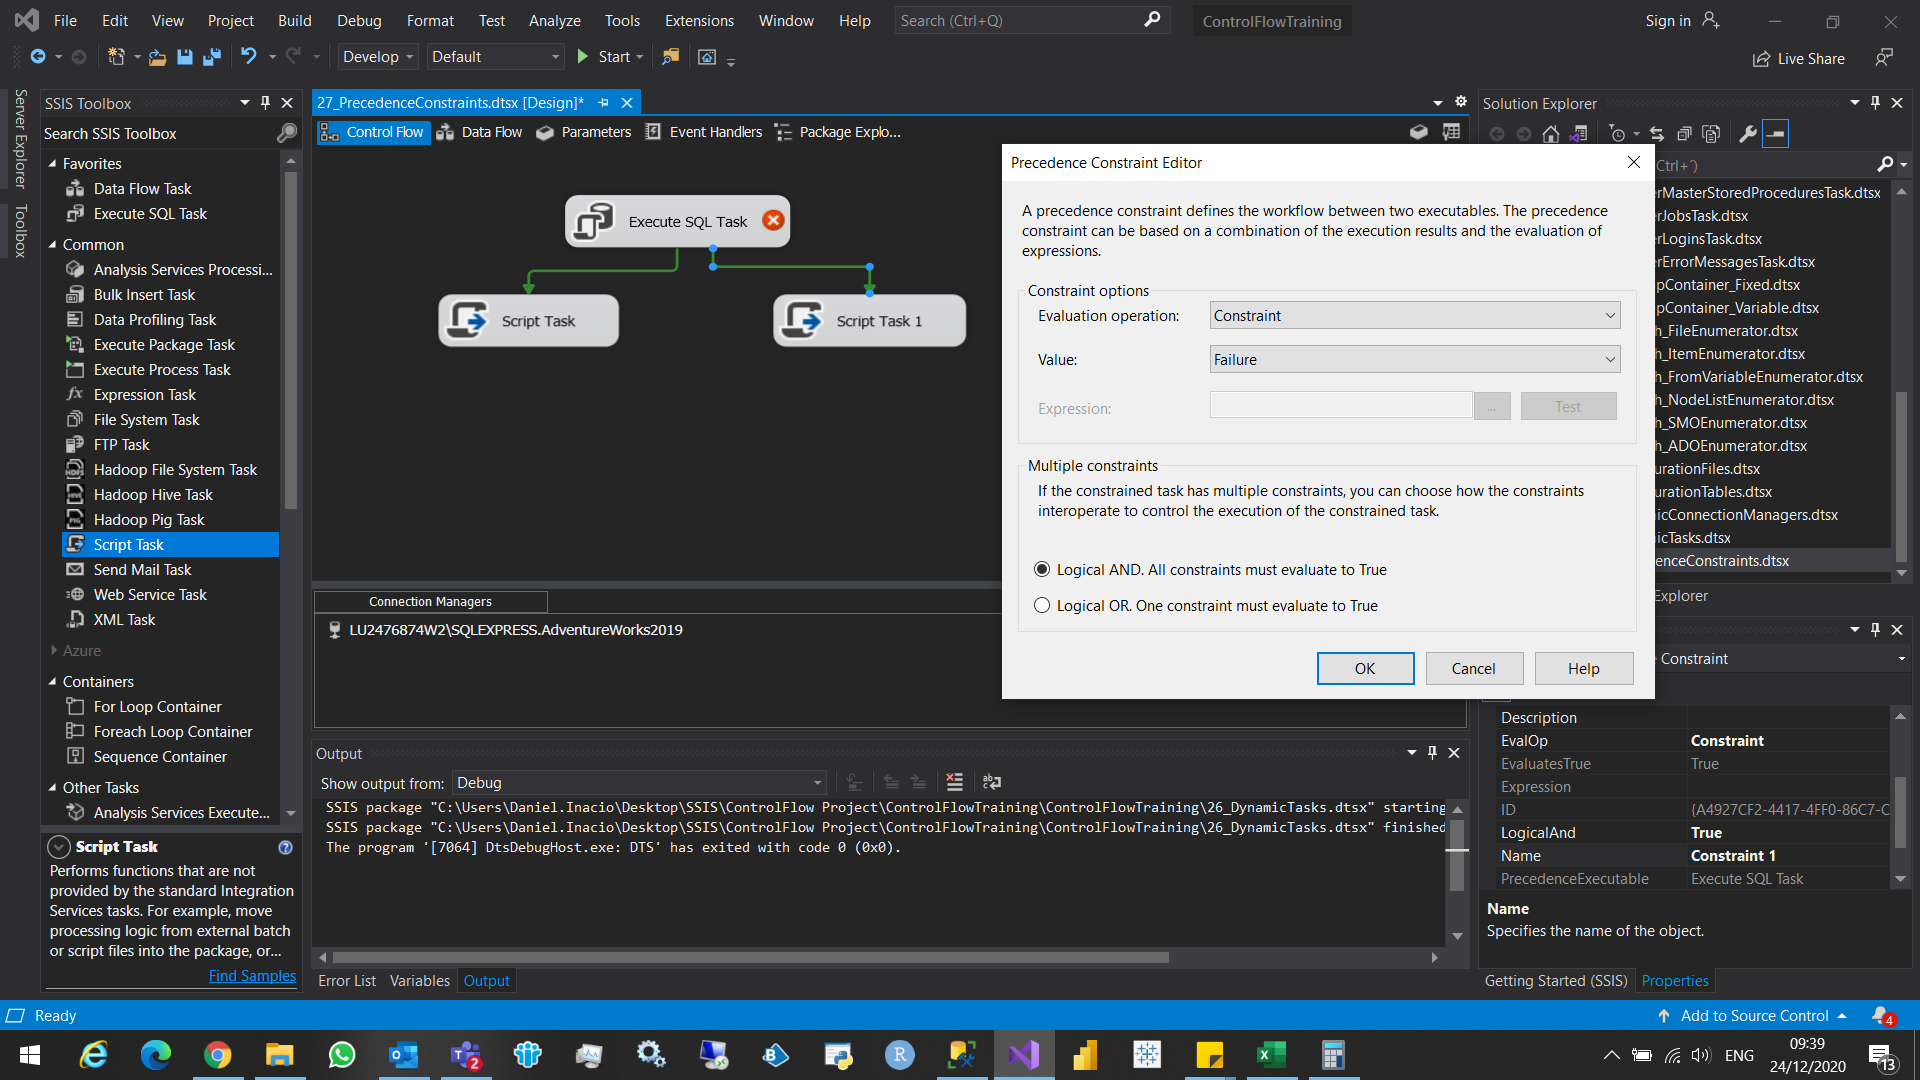 File Edit View Project Build Debug Format Test Analyze Tools Extensions Window Help Search (Ctrl+Q) ControlFlowTraining Sign in
Develop Default Start Live Share
Server Explorer
Toolbox
SSIS Toolbox
Search SSIS Toolbox
Favorites
Data Flow Task
Execute SQL Task
Common
Analysis Services Processi...
Bulk Insert Task
Data Profiling Task
Execute Package Task
Execute Process Task
Expression Task
File System Task
FTP Task
Hadoop File System Task
Hadoop Hive Task
Hadoop Pig Task
Script Task
Send Mail Task
Web Service Task
XML Task
Azure
Containers
For Loop Container
Foreach Loop Container
Sequence Container
Other Tasks
Analysis Services Execute...
Script Task
Performs functions that are not
provided by the standard Integration
Services tasks. For example, move
processing logic from external batch
or script files into the package, or...
Find Samples
27_PrecedenceConstraints.dtsx [Design]*
Control Flow Data Flow Parameters Event Handlers Package Explo...
Execute SQL Task
Script Task
Script Task 1
Connection Managers
LU2476874W2\SQLEXPRESS.AdventureWorks2019
Output
Show output from: Debug
SSIS package "C:\Users\Daniel.Inacio\Desktop\SSIS\ControlFlow Project\ControlFlowTraining\ControlFlowTraining\26_DynamicTasks.dtsx" starting
SSIS package "C:\Users\Daniel.Inacio\Desktop\SSIS\ControlFlow Project\ControlFlowTraining\ControlFlowTraining\26_DynamicTasks.dtsx" finished
The program '[7064] DtsDebugHost.exe: DTS' has exited with code 0 (0x0).
Error List Variables Output
Precedence Constraint Editor
A precedence constraint defines the workflow between two executables. The precedence
constraint can be based on a combination of the execution results and the evaluation of
expressions.
Constraint options
Evaluation operation: Constraint
Value: Failure
Expression: ... Test
Multiple constraints
If the constrained task has multiple constraints, you can choose how the constraints
interoperate to control the execution of the constrained task.
Logical AND. All constraints must evaluate to True
Logical OR. One constraint must evaluate to True
OK Cancel Help
Solution Explorer
Ctrl+´)
erMasterStoredProceduresTask.dtsx
erJobsTask.dtsx
erLoginsTask.dtsx
erErrorMessagesTask.dtsx
pContainer_Fixed.dtsx
pContainer_Variable.dtsx
h_FileEnumerator.dtsx
h_ItemEnumerator.dtsx
h_FromVariableEnumerator.dtsx
h_NodeListEnumerator.dtsx
h_SMOEnumerator.dtsx
h_ADOEnumerator.dtsx
urationFiles.dtsx
urationTables.dtsx
icConnectionManagers.dtsx
icTasks.dtsx
enceConstraints.dtsx
Explorer
Constraint
Description
EvalOp Constraint
EvaluatesTrue True
Expression
ID {A4927CF2-4417-4FF0-86C7-C
LogicalAnd True
Name Constraint 1
PrecedenceExecutable Execute SQL Task
Name
Specifies the name of the object.
Getting Started (SSIS) Properties
Ready Add to Source Control 4
2 ENG 09:39
24/12/2020 13